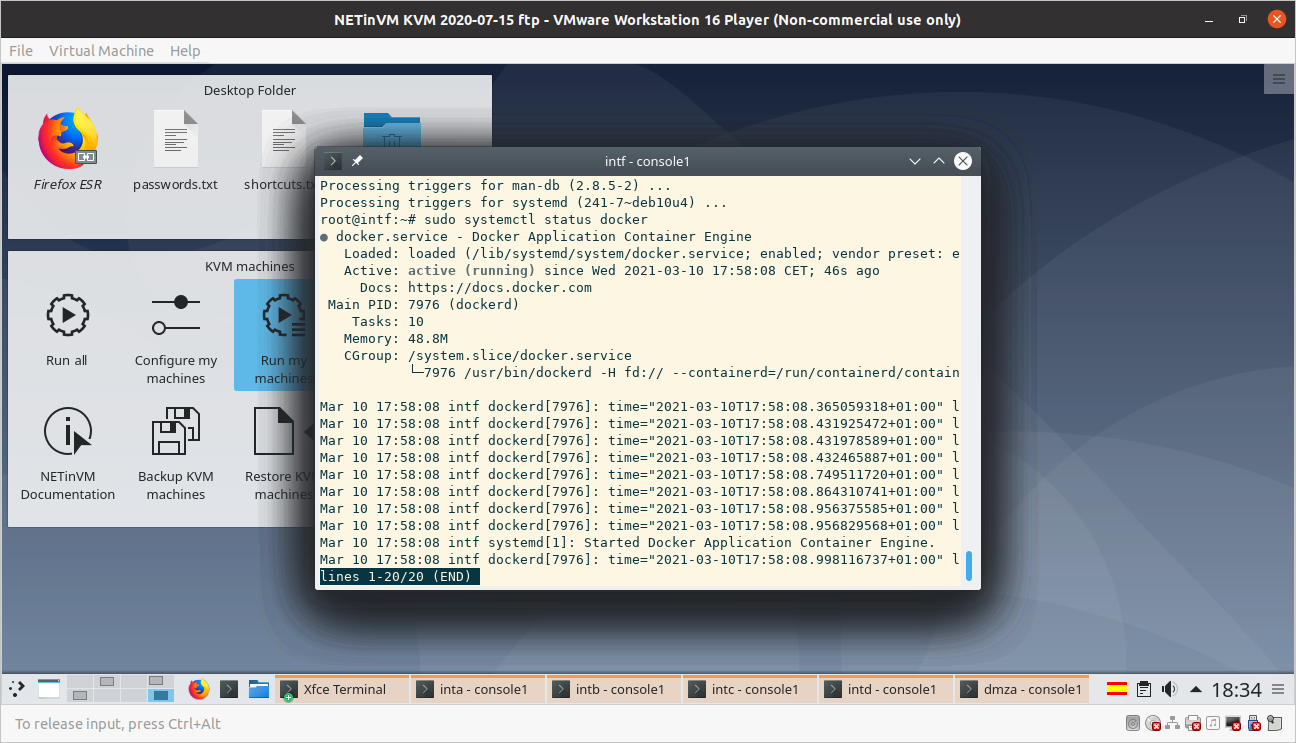 NETinVM KVM 2020-07-15 ftp - VMware Workstation 16 Player (Non-commercial use only)
File Virtual Machine Help
Desktop Folder
Firefox ESR
passwords.txt
shortcuts.tx
KVM machines
Run all
Configure my
machines
Run my
machines
NETinVM
Documentation
Backup KVM
machines
Restore KV
machines
intf - console1
Processing triggers for man-db (2.8.5-2) ...
Processing triggers for systemd (241-7~deb10u4) ...
root@intf:~# sudo systemctl status docker
● docker.service - Docker Application Container Engine
   Loaded: loaded (/lib/systemd/system/docker.service; enabled; vendor preset: e
   Active: active (running) since Wed 2021-03-10 17:58:08 CET; 46s ago
     Docs: https://docs.docker.com
 Main PID: 7976 (dockerd)
    Tasks: 10
   Memory: 48.8M
   CGroup: /system.slice/docker.service
           └─7976 /usr/bin/dockerd -H fd:// --containerd=/run/containerd/contain
Mar 10 17:58:08 intf dockerd[7976]: time="2021-03-10T17:58:08.365059318+01:00" l
Mar 10 17:58:08 intf dockerd[7976]: time="2021-03-10T17:58:08.431925472+01:00" l
Mar 10 17:58:08 intf dockerd[7976]: time="2021-03-10T17:58:08.431978589+01:00" l
Mar 10 17:58:08 intf dockerd[7976]: time="2021-03-10T17:58:08.432465887+01:00" l
Mar 10 17:58:08 intf dockerd[7976]: time="2021-03-10T17:58:08.749511720+01:00" l
Mar 10 17:58:08 intf dockerd[7976]: time="2021-03-10T17:58:08.864310741+01:00" l
Mar 10 17:58:08 intf dockerd[7976]: time="2021-03-10T17:58:08.956375585+01:00" l
Mar 10 17:58:08 intf dockerd[7976]: time="2021-03-10T17:58:08.956829568+01:00" l
Mar 10 17:58:08 intf systemd[1]: Started Docker Application Container Engine.
Mar 10 17:58:08 intf dockerd[7976]: time="2021-03-10T17:58:08.998116737+01:00" l
lines 1-20/20 (END)
Xfce Terminal
inta - console1
intb - console1
intc - console1
intd - console1
dmza - console1
18:34
To release input, press Ctrl+Alt